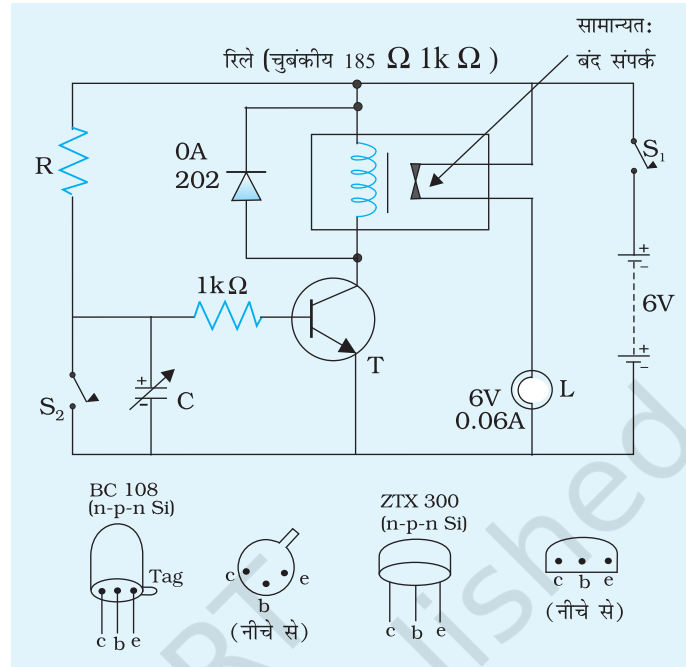 सामान्यत:
बंद संपर्क
रिले (चुबंकीय 185 Ω 1k Ω )
R
0A
202
S₁
1kΩ
+
-
6V
+
-
T
S₂
+
-
C
6V
0.06A
L
BC 108
(n-p-n Si)
Tag
c b e
c
e
b
(नीचे से)
ZTX 300
(n-p-n Si)
c b e
c b e
(नीचे से)